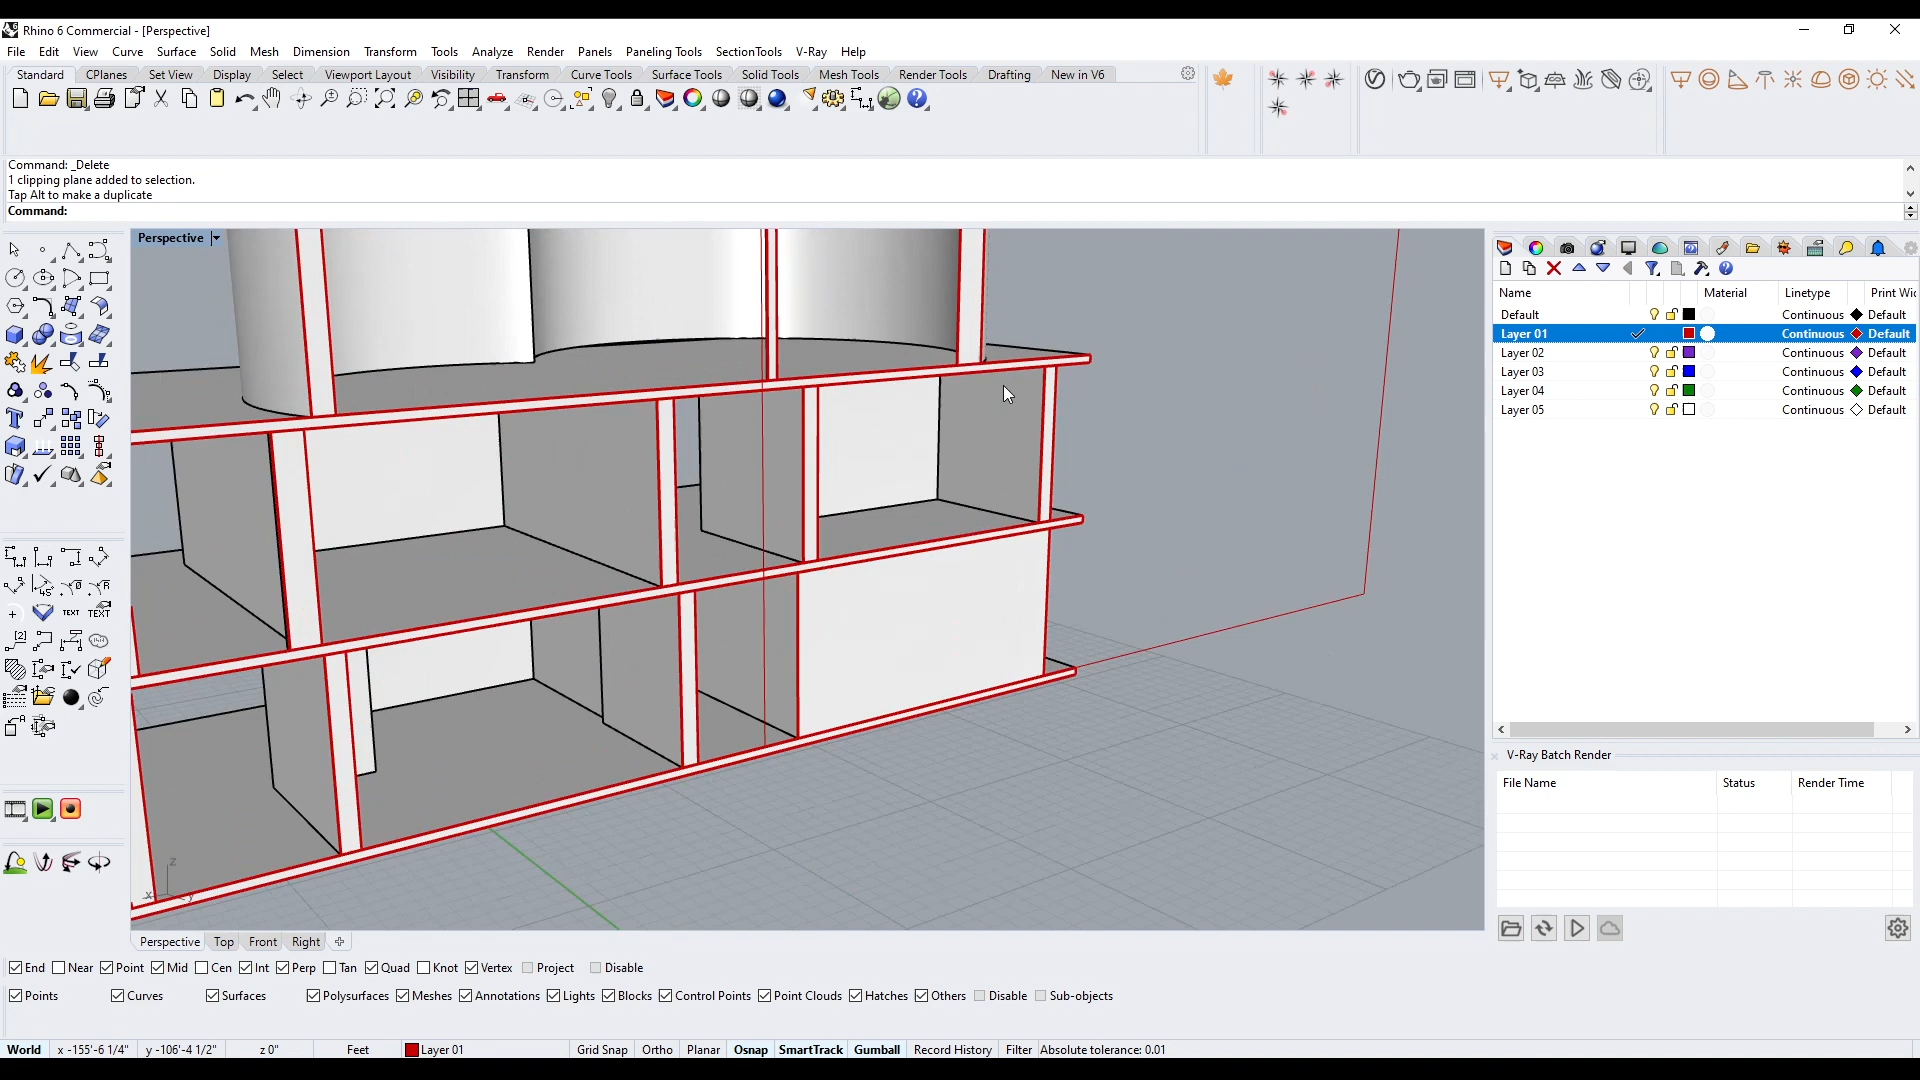 Rhino 6 Commercial - [Perspective]
File Edit View Curve Surface Solid Mesh Dimension Transform Tools Analyze Render Panels Paneling Tools SectionTools V-Ray Help
Standard CPlanes Set View Display Select Viewport Layout Visibility Transform Curve Tools Surface Tools Solid Tools Mesh Tools Render Tools Drafting New in V6
Command: _Delete
1 clipping plane added to selection.
Tap Alt to make a duplicate
Command:
Perspective
Name Material Linetype Print Wi
Default Continuous Default
Layer 01 Continuous Default
Layer 02 Continuous Default
Layer 03 Continuous Default
Layer 04 Continuous Default
Layer 05 Continuous Default
V-Ray Batch Render
File Name Status Render Time
TEXT TEXT
z
x y
Perspective Top Front Right
End Near Point Mid Cen Int Perp Tan Quad Knot Vertex Project Disable
Points Curves Surfaces Polysurfaces Meshes Annotations Lights Blocks Control Points Point Clouds Hatches Others Disable Sub-objects
World x -155'-6 1/4" y -106'-4 1/2" z 0" Feet Layer 01 Grid Snap Ortho Planar Osnap SmartTrack Gumball Record History Filter Absolute tolerance: 0.01